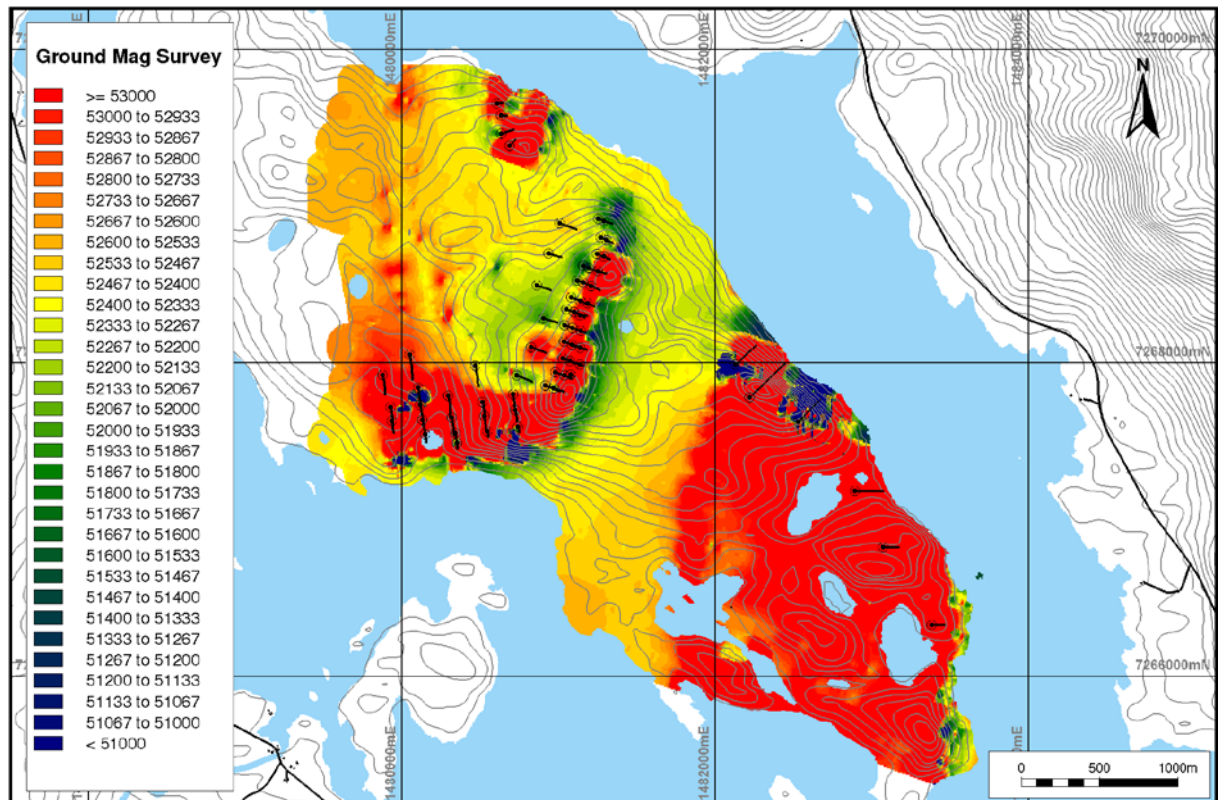 Ground Mag Survey
>= 53000
53000 to 52933
52933 to 52867
52867 to 52800
52800 to 52733
52733 to 52667
52667 to 52600
52600 to 52533
52533 to 52467
52467 to 52400
52400 to 52333
52333 to 52267
52267 to 52200
52200 to 52133
52133 to 52067
52067 to 52000
52000 to 51933
51933 to 51867
51867 to 51800
51800 to 51733
51733 to 51667
51667 to 51600
51600 to 51533
51533 to 51467
51467 to 51400
51400 to 51333
51333 to 51267
51267 to 51200
51200 to 51133
51133 to 51067
51067 to 51000
< 51000
1480000mE
1482000mE
7270000mN
N
7268000mN
7266000mN
1480000mE
1482000mE
0 500 1000m